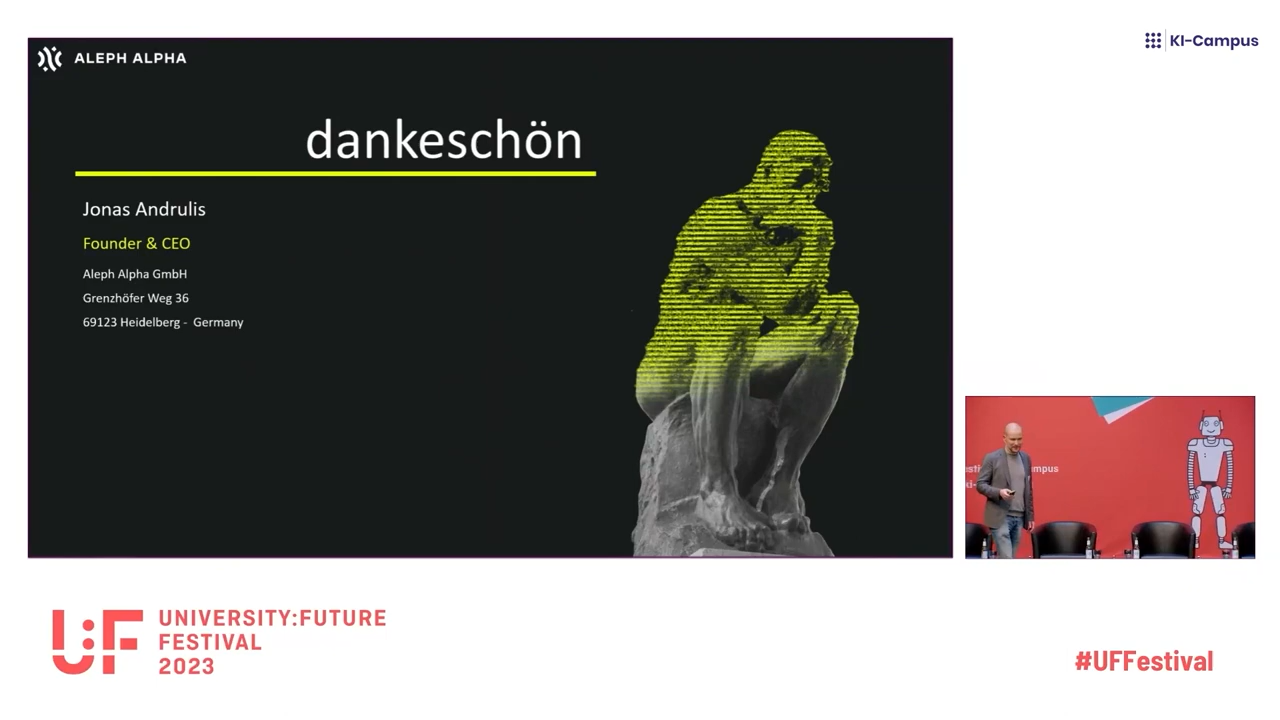 ALEPH ALPHA
KI-Campus
dankeschön
Jonas Andrulis
Founder & CEO
Aleph Alpha GmbH
Grenzhöfer Weg 36
69123 Heidelberg - Germany
U:F
UNIVERSITY:FUTURE
FESTIVAL
2023
#UFFestival